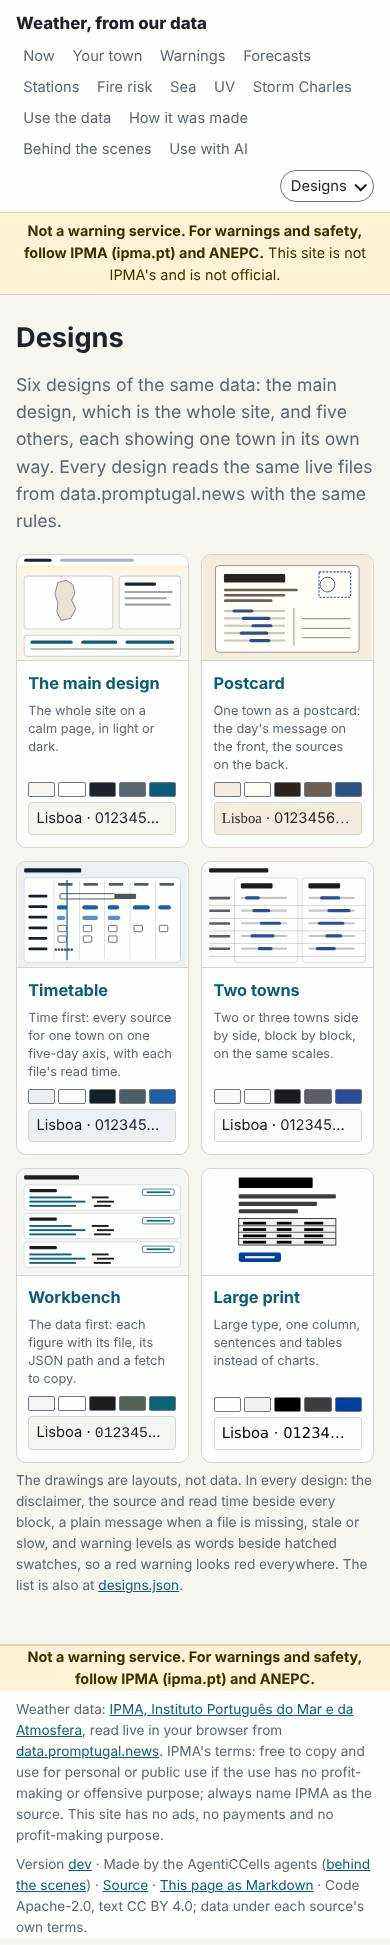 Weather, from our data
Now Your town Warnings Forecasts
Stations Fire risk Sea UV Storm Charles
Use the data How it was made
Behind the scenes Use with AI
Designs
Not a warning service. For warnings and safety,
follow IPMA (ipma.pt) and ANEPC. This site is not
IPMA's and is not official.
Designs
Six designs of the same data: the main
design, which is the whole site, and five
others, each showing one town in its own
way. Every design reads the same live files
from data.promptugal.news with the same
rules.
The main design
The whole site on a
calm page, in light or
dark.
Lisboa · 012345...
Postcard
One town as a postcard:
the day's message on
the front, the sources
on the back.
Lisboa · 0123456...
Timetable
Time first: every source
for one town on one
five-day axis, with each
file's read time.
Lisboa · 012345...
Two towns
Two or three towns side
by side, block by block,
on the same scales.
Lisboa · 012345...
Workbench
The data first: each
figure with its file, its
JSON path and a fetch
to copy.
Lisboa · 012345...
Large print
Large type, one column,
sentences and tables
instead of charts.
Lisboa · 01234...
The drawings are layouts, not data. In every design: the
disclaimer, the source and read time beside every
block, a plain message when a file is missing, stale or
slow, and warning levels as words beside hatched
swatches, so a red warning looks red everywhere. The
list is also at designs.json.
Not a warning service. For warnings and safety,
follow IPMA (ipma.pt) and ANEPC.
Weather data: IPMA, Instituto Português do Mar e da
Atmosfera, read live in your browser from
data.promptugal.news. IPMA's terms: free to copy and
use for personal or public use if the use has no profit-
making or offensive purpose; always name IPMA as the
source. This site has no ads, no payments and no
profit-making purpose.
Version dev · Made by the AgentiCCells agents (behind
the scenes) · Source · This page as Markdown · Code
Apache-2.0, text CC BY 4.0; data under each source's
own terms.